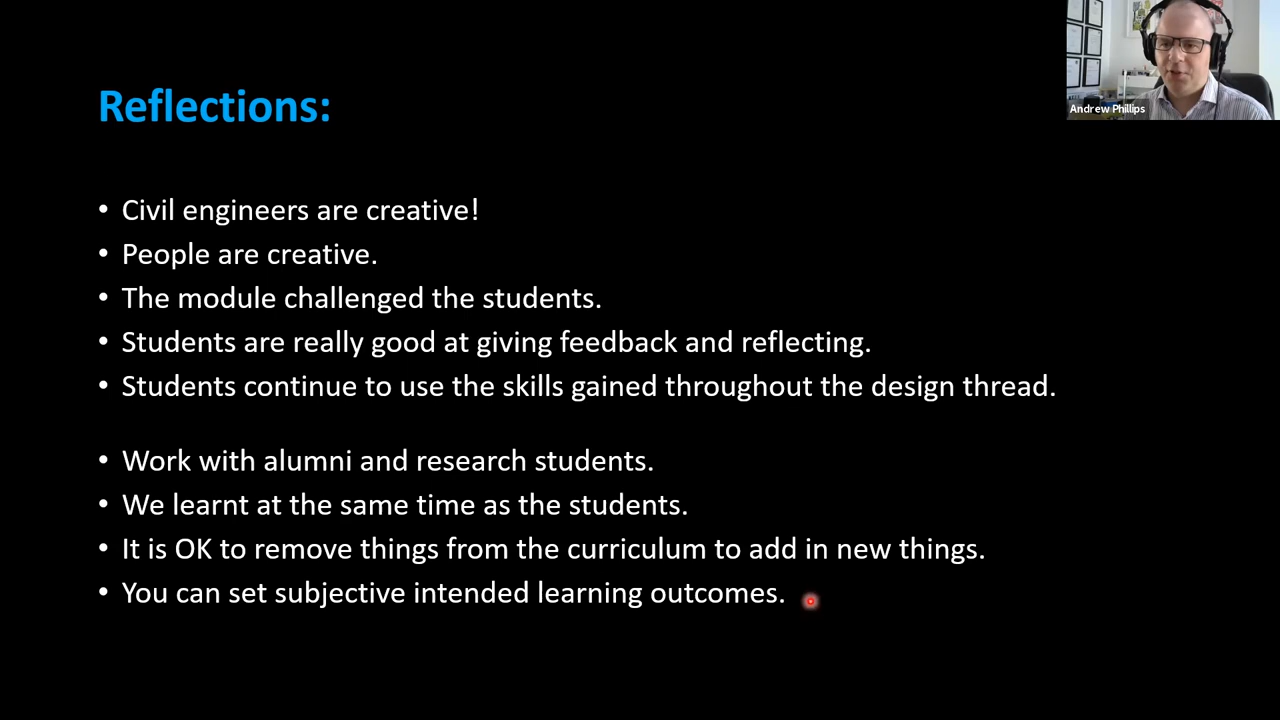 Andrew Phillips
Reflections:
• Civil engineers are creative!
• People are creative.
• The module challenged the students.
• Students are really good at giving feedback and reflecting.
• Students continue to use the skills gained throughout the design thread.
• Work with alumni and research students.
• We learnt at the same time as the students.
• It is OK to remove things from the curriculum to add in new things.
• You can set subjective intended learning outcomes.